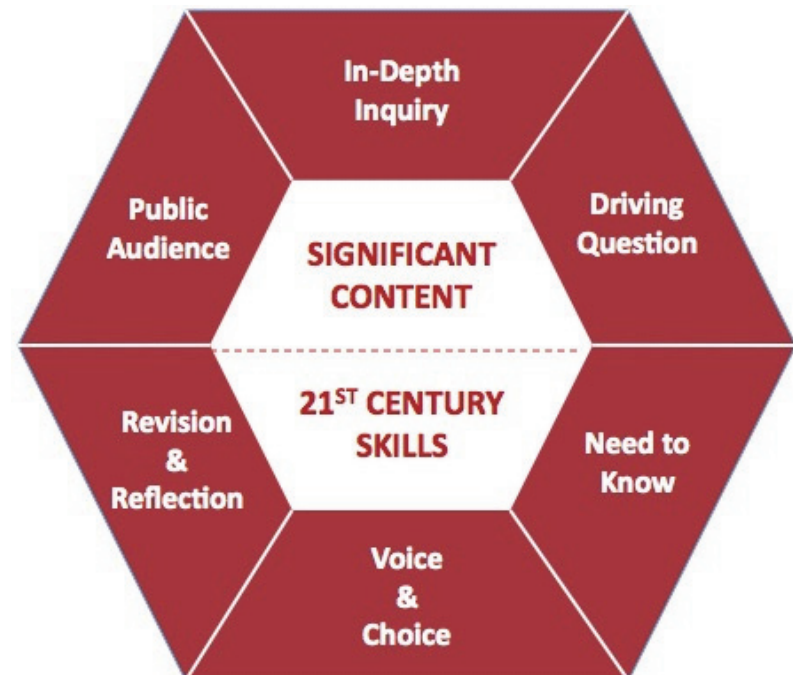 In-Depth
Inquiry
Driving
Question
Need to
Know
Voice
&
Choice
Revision
&
Reflection
Public
Audience
SIGNIFICANT
CONTENT
21ST CENTURY
SKILLS